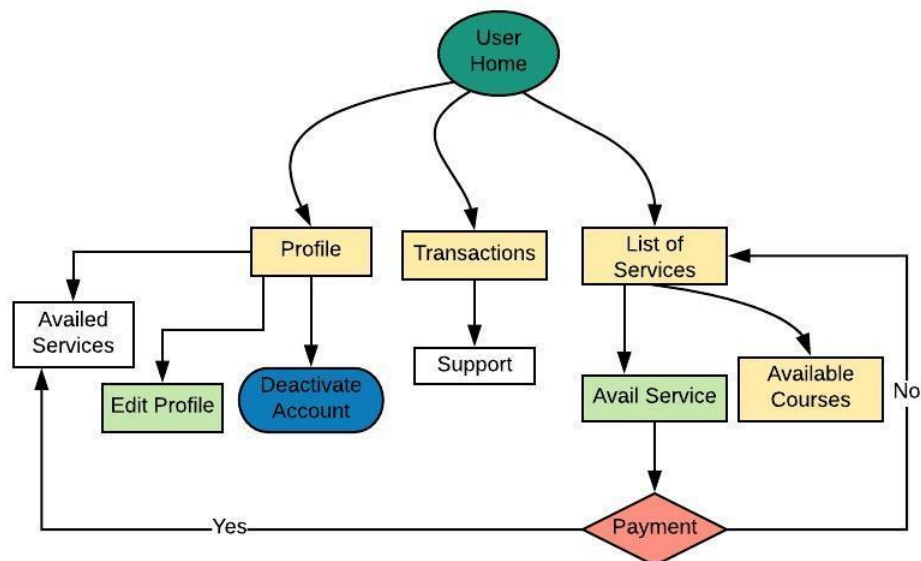 User
Home
Profile
Transactions
List of
Services
Availed
Services
Edit Profile
Deactivate
Account
Support
Avail Service
Available
Courses
No
Yes
Payment